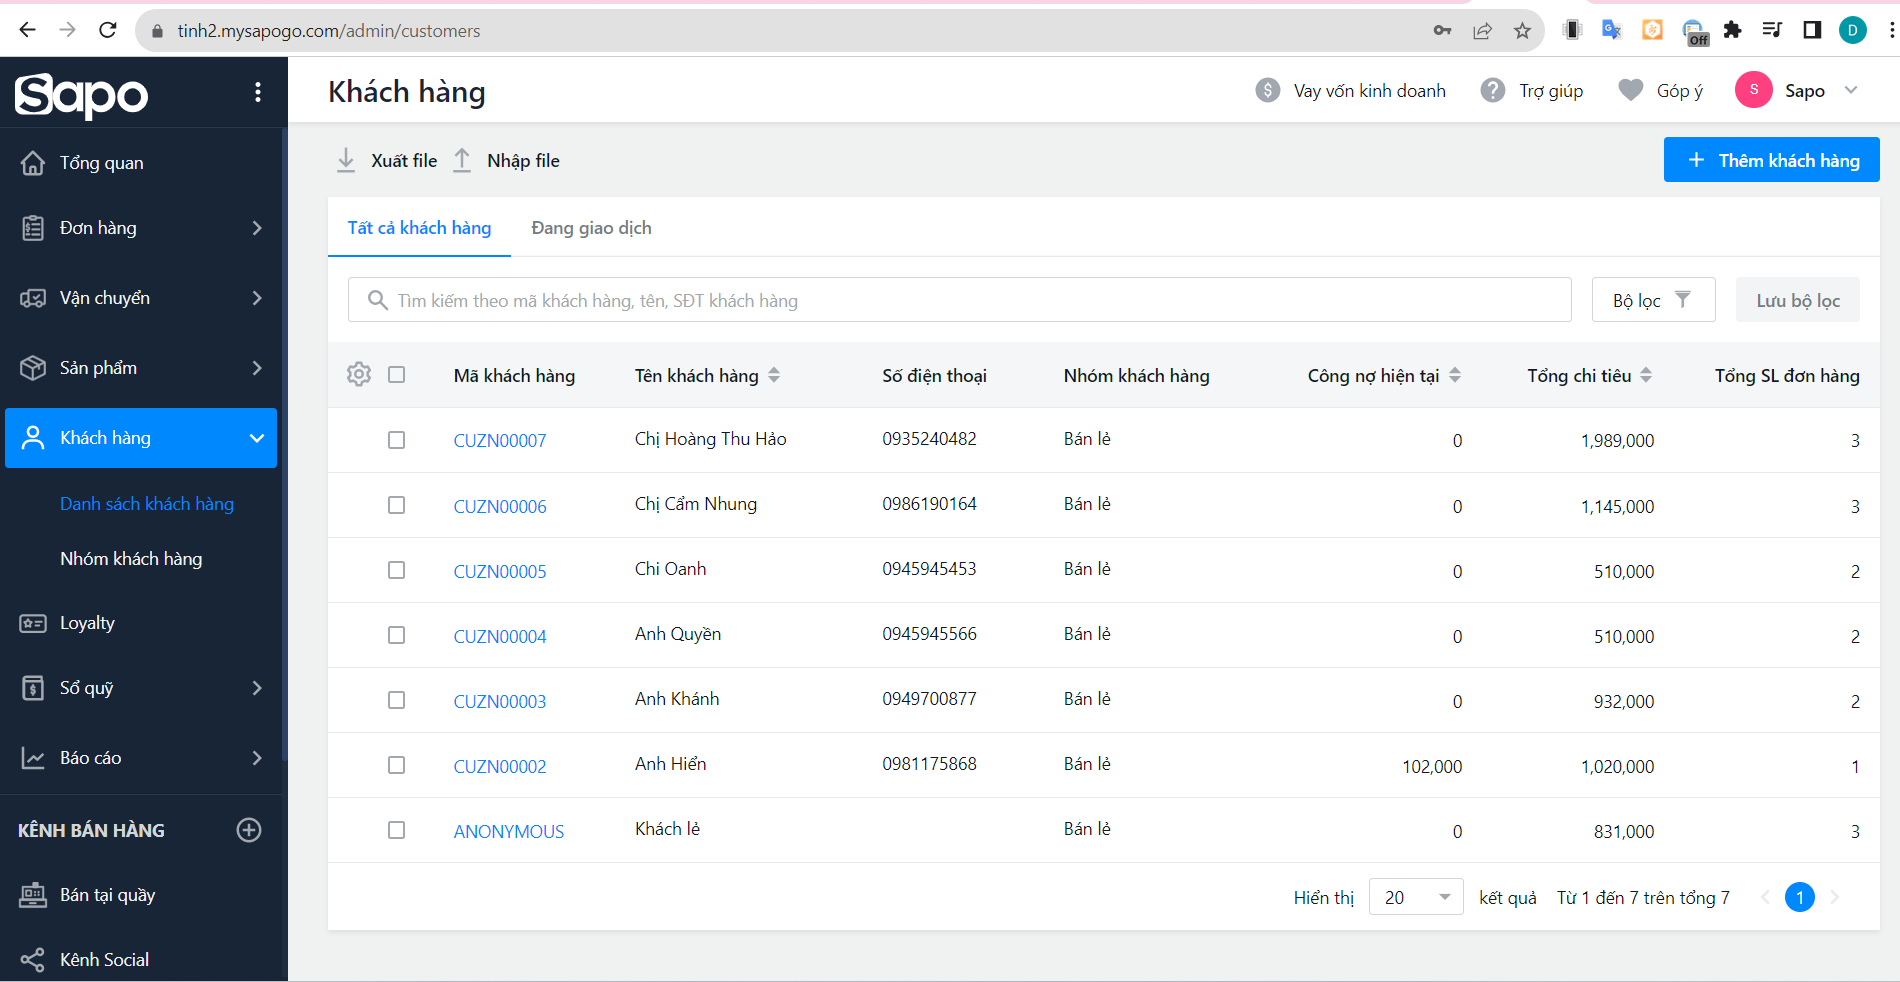 tinh2.mysapogo.com/admin/customers
Off
D
Sapo
Khách hàng
$ Vay vốn kinh doanh
? Trợ giúp
Góp ý
S Sapo
Tổng quan
Đơn hàng
Vận chuyển
Sản phẩm
Khách hàng
Danh sách khách hàng
Nhóm khách hàng
Loyalty
Sổ quỹ
Báo cáo
KÊNH BÁN HÀNG
Bán tại quầy
Kênh Social
Xuất file Nhập file
+ Thêm khách hàng
Tất cả khách hàng Đang giao dịch
Tìm kiếm theo mã khách hàng, tên, SĐT khách hàng
Bộ lọc
Lưu bộ lọc
Mã khách hàng Tên khách hàng Số điện thoại Nhóm khách hàng Công nợ hiện tại Tổng chi tiêu Tổng SL đơn hàng
CUZN00007 Chị Hoàng Thu Hảo 0935240482 Bán lẻ 0 1,989,000 3
CUZN00006 Chị Cẩm Nhung 0986190164 Bán lẻ 0 1,145,000 3
CUZN00005 Chi Oanh 0945945453 Bán lẻ 0 510,000 2
CUZN00004 Anh Quyền 0945945566 Bán lẻ 0 510,000 2
CUZN00003 Anh Khánh 0949700877 Bán lẻ 0 932,000 2
CUZN00002 Anh Hiển 0981175868 Bán lẻ 102,000 1,020,000 1
ANONYMOUS Khách lẻ Bán lẻ 0 831,000 3
Hiển thị 20 kết quả Từ 1 đến 7 trên tổng 7 1